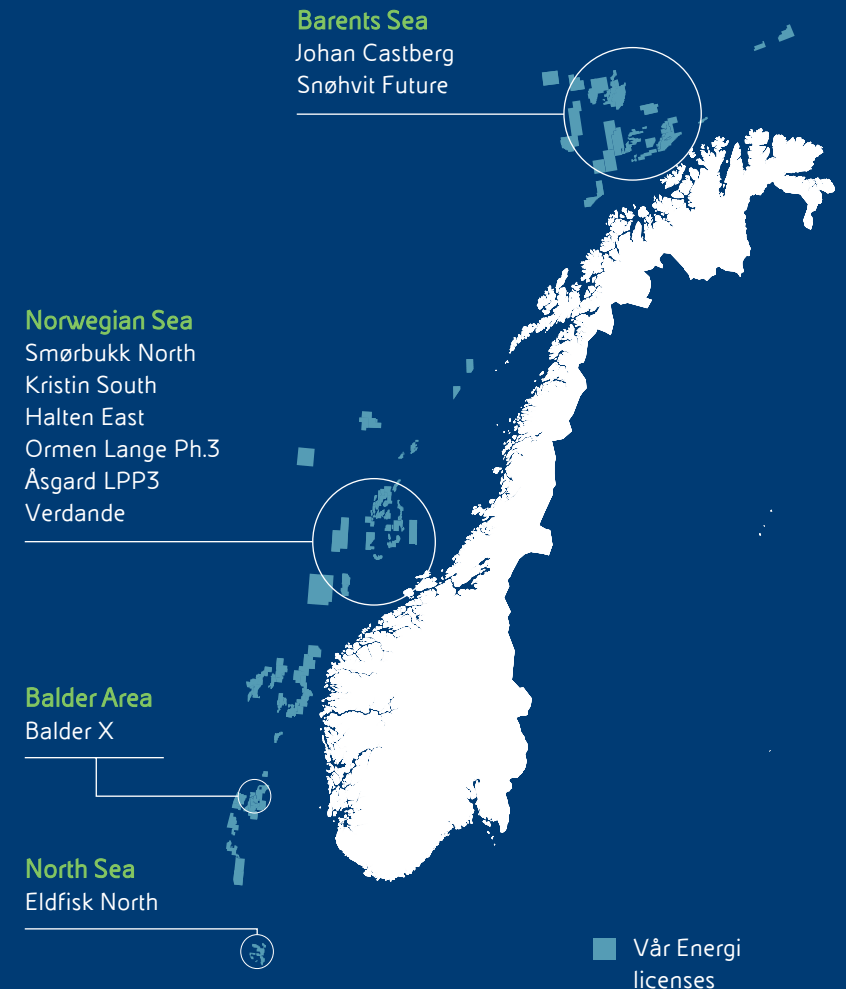 Barents Sea
Johan Castberg
Snøhvit Future
Norwegian Sea
Smørbukk North
Kristin South
Halten East
Ormen Lange Ph.3
Åsgard LPP3
Verdande
Balder Area
Balder X
North Sea
Eldfisk North
Vår Energi
licenses